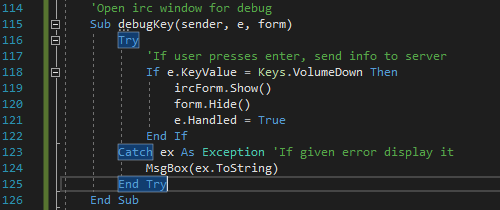 114 'Open irc window for debug
115 Sub debugKey(sender, e, form)
116 Try
117 'If user presses enter, send info to server
118 If e.KeyValue = Keys.VolumeDown Then
119 ircForm.Show()
120 form.Hide()
121 e.Handled = True
122 End If
123 Catch ex As Exception 'If given error display it
124 MsgBox(ex.ToString)
125 End Try
126 End Sub